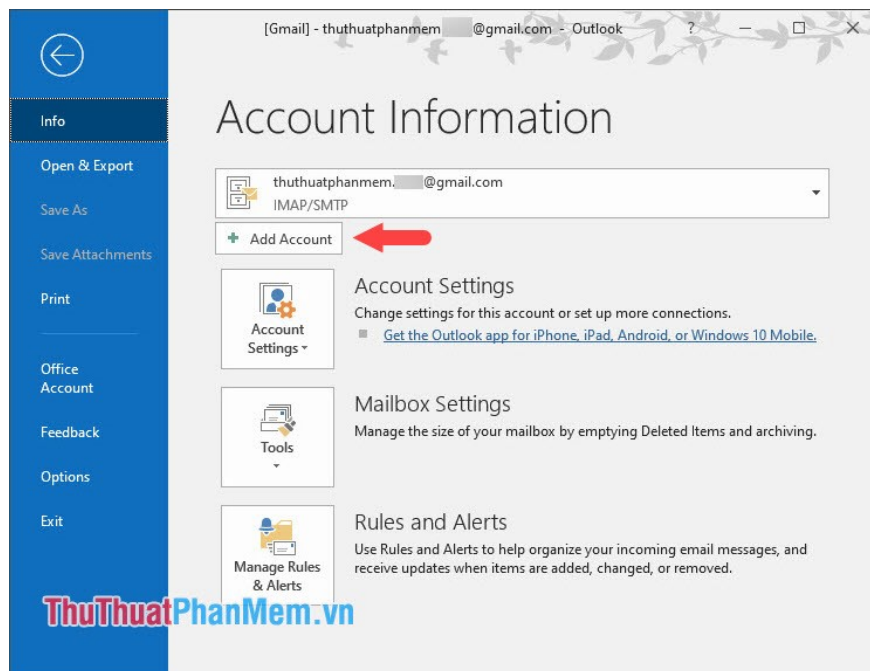 [Gmail] - thuthuatphanmem @gmail.com - Outlook ?
Account Information
Info
Open & Export
Save As
Save Attachments
Print
Office
Account
Feedback
Options
Exit
thuthuatphanmem. @gmail.com
IMAP/SMTP
+ Add Account
Account
Settings
Account Settings
Change settings for this account or set up more connections.
Get the Outlook app for iPhone, iPad, Android, or Windows 10 Mobile.
Tools
Mailbox Settings
Manage the size of your mailbox by emptying Deleted Items and archiving.
Manage Rules
& Alerts
Rules and Alerts
Use Rules and Alerts to help organize your incoming email messages, and
receive updates when items are added, changed, or removed.
ThuThuatPhanMem.vn